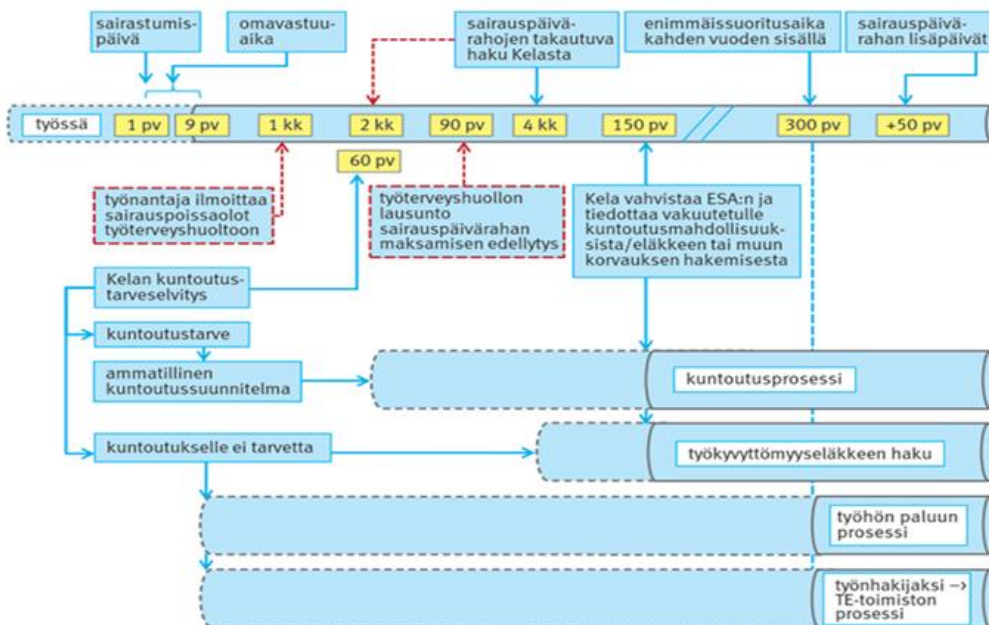 sairastumis-
päivä
omavastuu-
aika
sairauspäivä-
rahojen takautuva
haku Kelasta
enimmäissuoritusaika
kahden vuoden sisällä
sairauspäivä-
rahan lisäpäivät
työssä
1 pv
9 pv
1 kk
2 kk
90 pv
4 kk
150 pv
300 pv
+50 pv
60 pv
työnantaja ilmoittaa
sairauspoissaolot
työterveyshuoltoon
työterveyshuollon
lausunto
sairauspäivärahan
maksamisen edellytys
Kela vahvistaa ESA:n ja
tiedottaa vakuutetulle
kuntoutusmahdollisuuk-
sista/eläkkeen tai muun
korvauksen hakemisesta
Kelan kuntoutus-
tarveselvitys
kuntoutustarve
ammatillinen
kuntoutussuunnitelma
kuntoutusprosessi
kuntoutukselle ei tarvetta
työkyvyttömyyseläkkeen haku
työhön paluun
prosessi
työnhakijaksi –>
TE-toimiston
prosessi